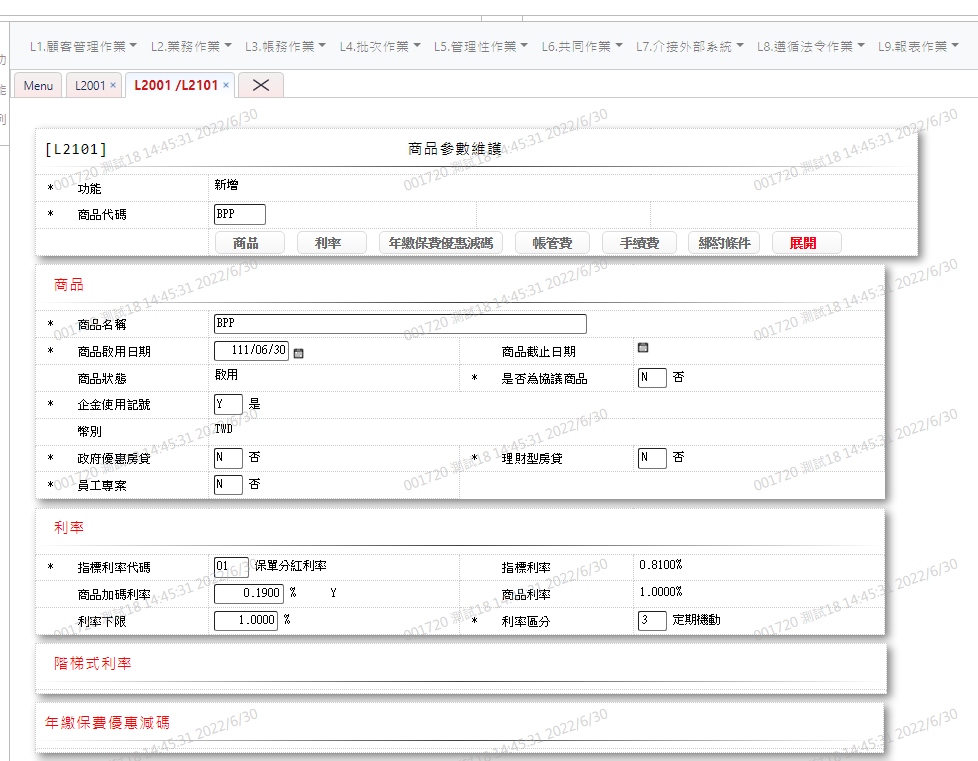 L1.顧客管理作業 L2.業務作業 L3.帳務作業 L4.批次作業 L5.管理性作業 L6.共同作業 L7.介接外部系統 L8.遵循法令作業 L9.報表作業
Menu L2001 × L2001 /L2101 ×
[L2101] 商品參數維護
* 功能 新增
* 商品代碼 BPP
商品 利率 年繳保費優惠減碼 帳管費 手續費 綁約條件 展開
商品
* 商品名稱 BPP
* 商品啟用日期 111/06/30 商品截止日期
商品狀態 啟用 * 是否為協議商品 N 否
* 企金使用記號 Y 是
幣別 TWD
* 政府優惠房貸 N 否 * 理財型房貸 N 否
* 員工專案 N 否
利率
* 指標利率代碼 01 保單分紅利率 指標利率 0.8100%
商品加碼利率 0.1900 % Y 商品利率 1.0000%
利率下限 1.0000 % * 利率區分 3 定期機動
階梯式利率
年繳保費優惠減碼
001720 測試18 14:45:31 2022/6/30